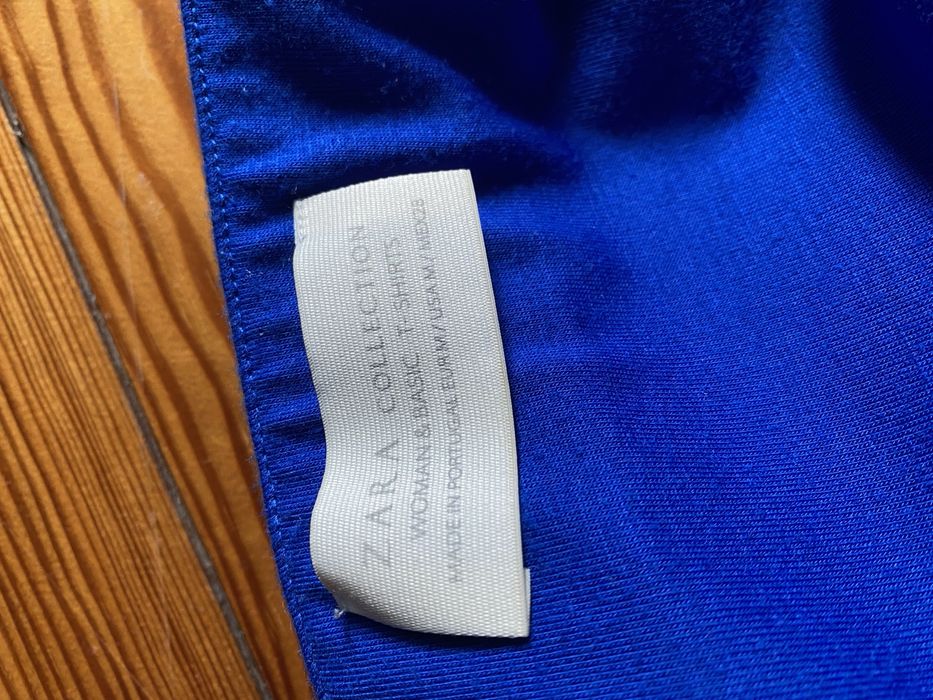 ZARA COLLECTION
WOMAN & BASIC T-SHIRTS
MADE IN PORTUGAL EUR M / USA M / MEX 28